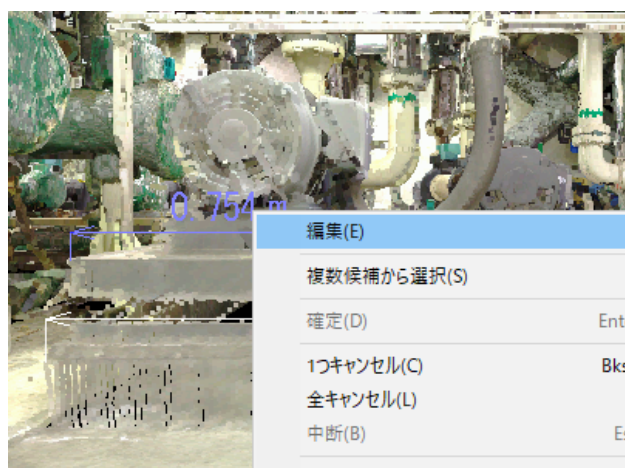 0.754 m
編集(E)
複数候補から選択(S)
確定(D)
1つキャンセル(C)
全キャンセル(L)
中断(B)